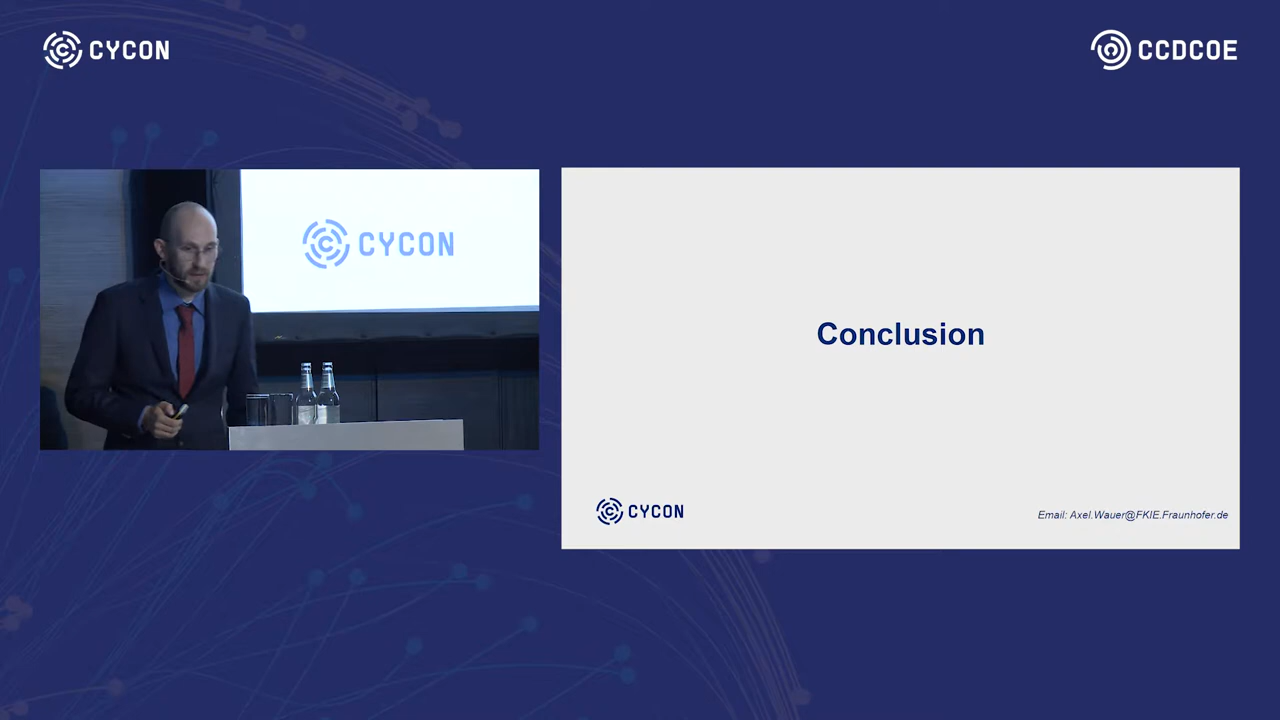 CYCON
CCDCOE
CYCON
Conclusion
CYCON
Email: Axel.Wauer@FKIE.Fraunhofer.de